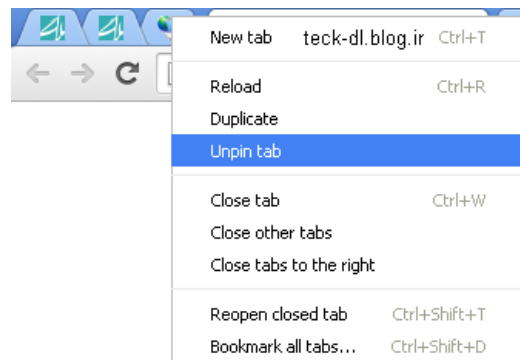 New tab teck-dl.blog.ir Ctrl+T
Reload Ctrl+R
Duplicate
Unpin tab
Close tab Ctrl+W
Close other tabs
Close tabs to the right
Reopen closed tab Ctrl+Shift+T
Bookmark all tabs... Ctrl+Shift+D